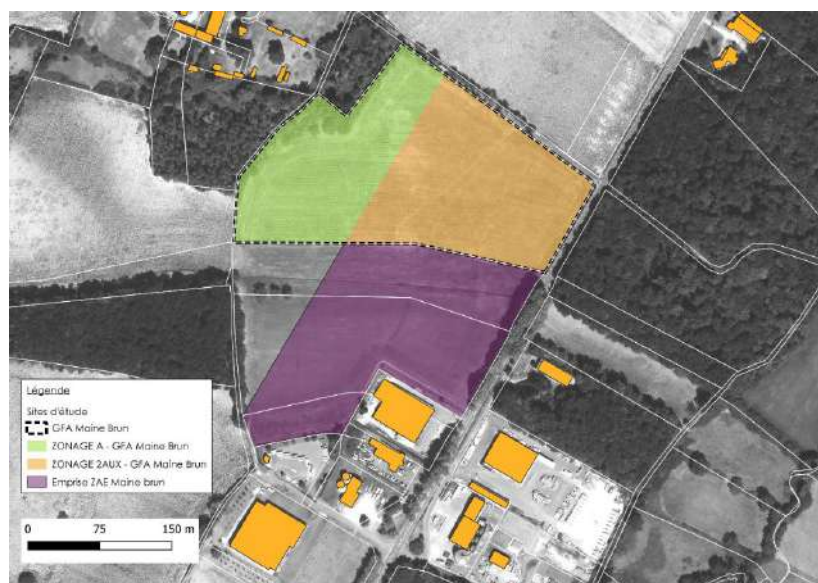 Légende
Sites d'étude
GFA Maine Brun
ZONAGE A - GFA Maine Brun
ZONAGE 2AUX - GFA Maine Brun
Emprise ZAE Maine brun
0 75 150 m